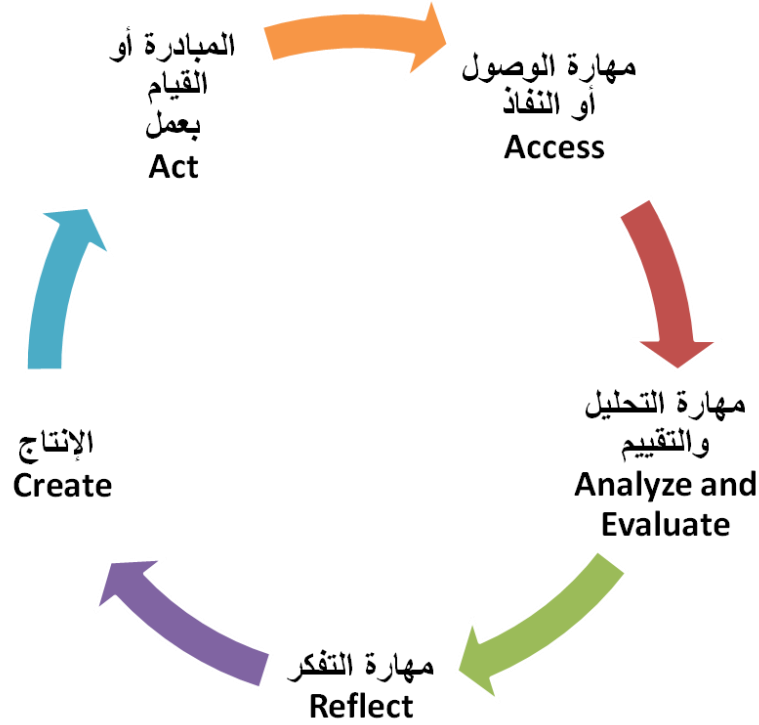 المبادرة أو
القيام
بعمل
Act
مهارة الوصول
أو النفاذ
Access
مهارة التحليل
والتقييم
Analyze and
Evaluate
مهارة التفكر
Reflect
الإنتاج
Create